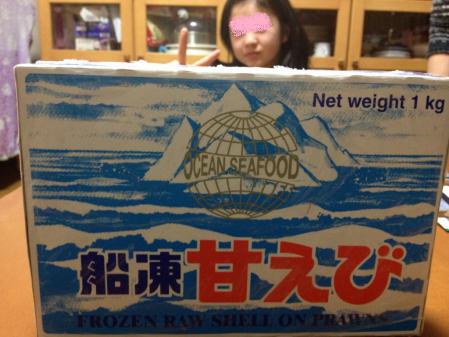 Net weight 1 kg
OCEAN SEAFOOD
船凍 甘えび
FROZEN RAW SHELL ON PRAWNS